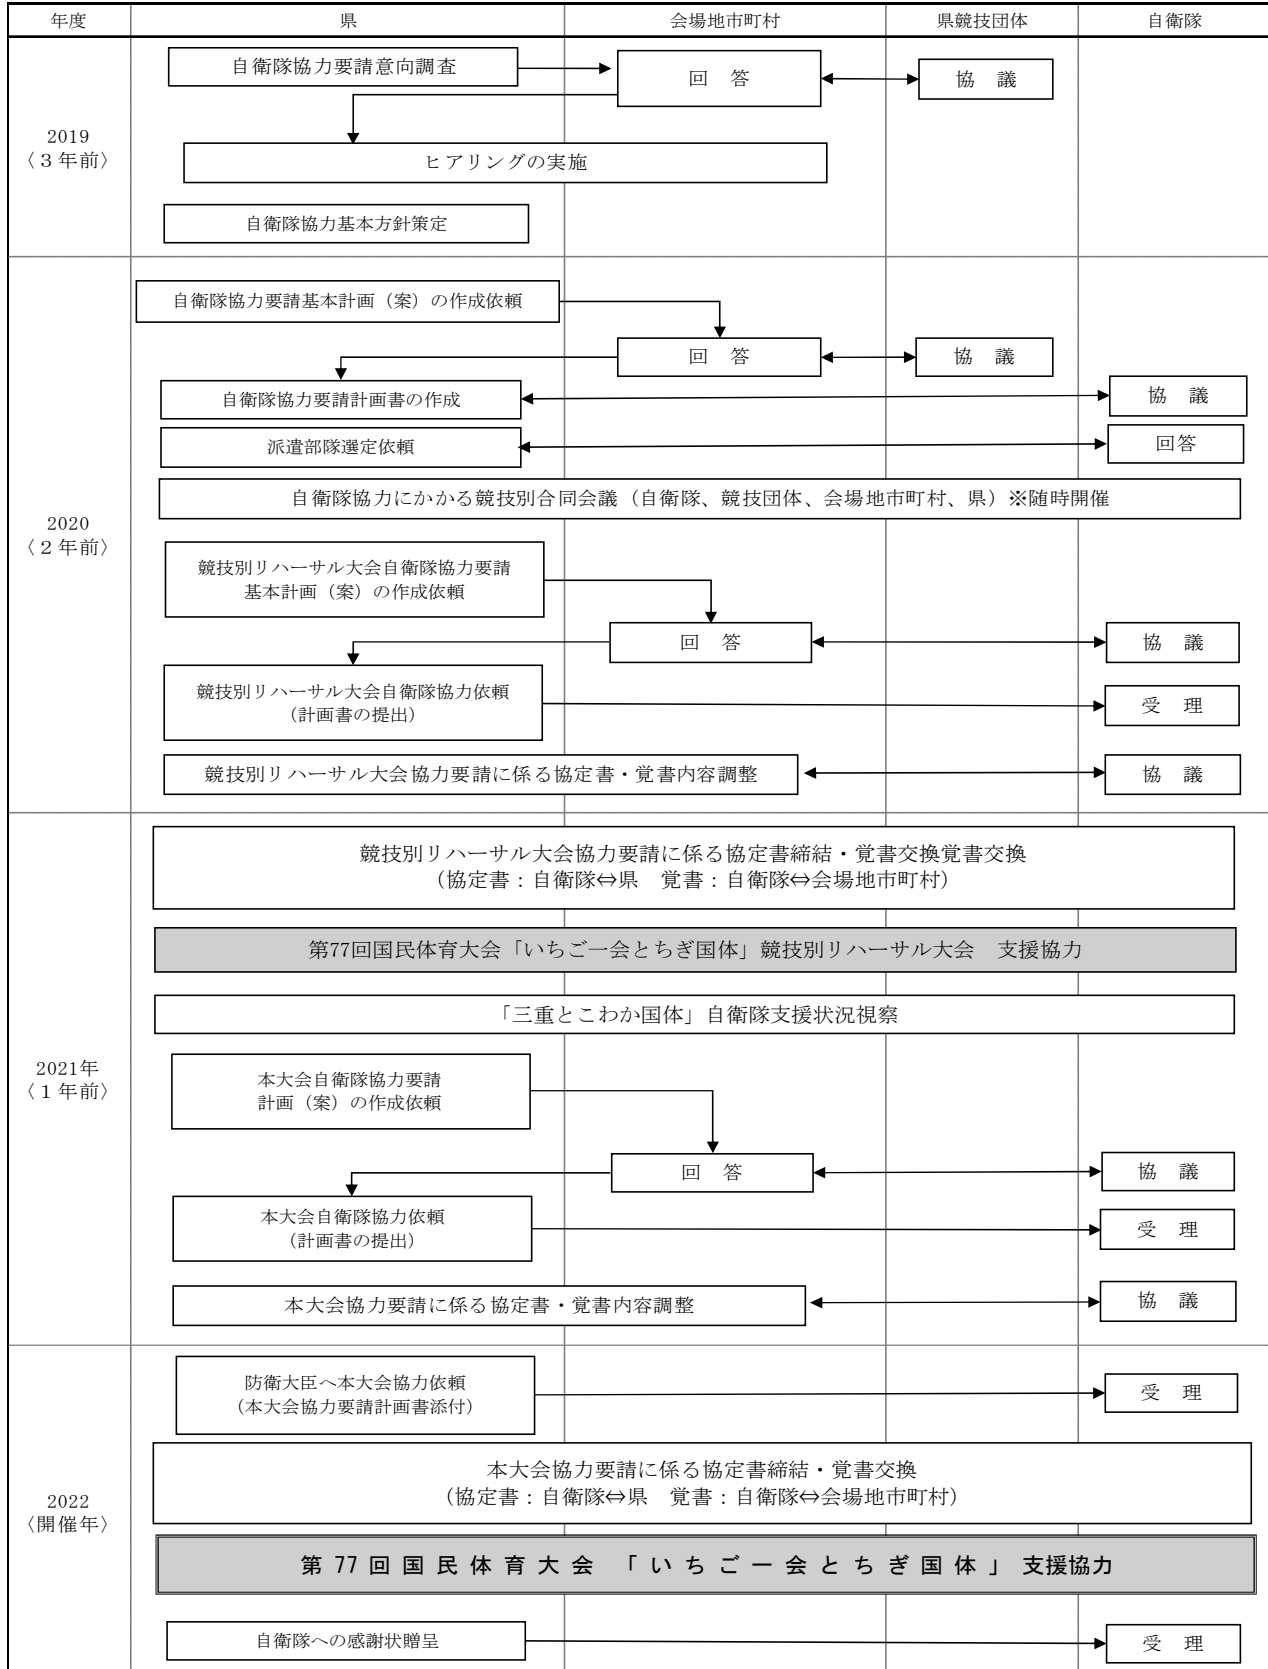 年度
県
会場地市町村
県競技団体
自衛隊
2019
〈３年前〉
自衛隊協力要請意向調査
回　答
協　議
ヒアリングの実施
自衛隊協力基本方針策定
2020
〈２年前〉
自衛隊協力要請基本計画（案）の作成依頼
回　答
協　議
自衛隊協力要請計画書の作成
協　議
派遣部隊選定依頼
回答
自衛隊協力にかかる競技別合同会議（自衛隊、競技団体、会場地市町村、県）※随時開催
競技別リハーサル大会自衛隊協力要請
基本計画（案）の作成依頼
回　答
協　議
競技別リハーサル大会自衛隊協力依頼
（計画書の提出）
受　理
競技別リハーサル大会協力要請に係る協定書・覚書内容調整
協　議
2021年
〈１年前〉
競技別リハーサル大会協力要請に係る協定書締結・覚書交換覚書交換
（協定書：自衛隊⇔県　覚書：自衛隊⇔会場地市町村）
第77回国民体育大会「いちご一会とちぎ国体」競技別リハーサル大会　支援協力
「三重とこわか国体」自衛隊支援状況視察
本大会自衛隊協力要請
計画（案）の作成依頼
回　答
協　議
本大会自衛隊協力依頼
（計画書の提出）
受　理
本大会協力要請に係る協定書・覚書内容調整
協　議
2022
〈開催年〉
防衛大臣へ本大会協力依頼
（本大会協力要請計画書添付）
受　理
本大会協力要請に係る協定書締結・覚書交換
（協定書：自衛隊⇔県　覚書：自衛隊⇔会場地市町村）
第 77 回 国 民 体 育 大 会　「 い ち ご 一 会 と ち ぎ 国 体 」　支援協力
自衛隊への感謝状贈呈
受　理